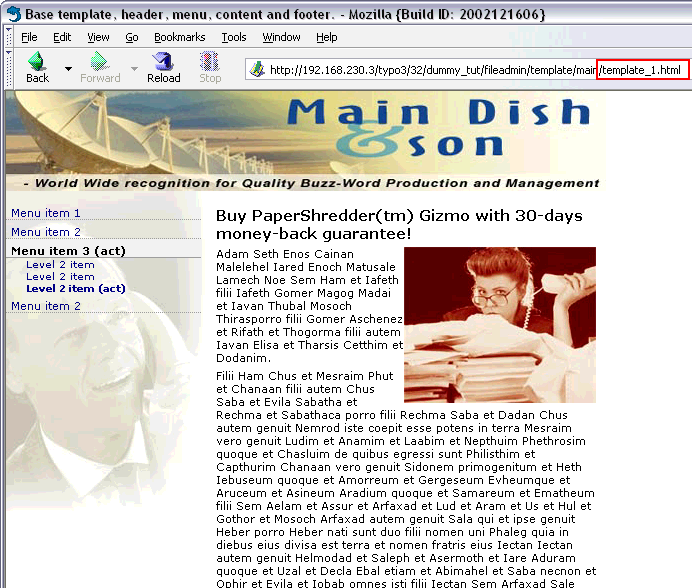 Base template, header, menu, content and footer. - Mozilla {Build ID: 2002121606}
File Edit View Go Bookmarks Tools Window Help
Back Forward Reload Stop
http://192.168.230.3/typo3/32/dummy_tut/fileadmin/template/main/template_1.html
Main Dish
& son
- World Wide recognition for Quality Buzz-Word Production and Management
Menu item 1
Menu item 2
Menu item 3 (act)
Level 2 item
Level 2 item
Level 2 item (act)
Menu item 2
Buy PaperShredder(tm) Gizmo with 30-days
money-back guarantee!
Adam Seth Enos Cainan
Malelehel Iared Enoch Matusale
Lamech Noe Sem Ham et Iafeth
filii Iafeth Gomer Magog Madai
et Iavan Thubal Mosoch
Thirasporro filii Gomer Aschenez
et Rifath et Thogorma filii autem
Iavan Elisa et Tharsis Cetthim et
Dodanim.
Filii Ham Chus et Mesraim Phut
et Chanaan filii autem Chus
Saba et Evila Sabatha et
Rechma et Sabathaca porro filii Rechma Saba et Dadan Chus
autem genuit Nemrod iste coepit esse potens in terra Mesraim
vero genuit Ludim et Anamim et Laabim et Nepthuim Phethrosim
quoque et Chasluim de quibus egressi sunt Philisthim et
Capthurim Chanaan vero genuit Sidonem primogenitum et Heth
Iebuseum quoque et Amorreum et Gergeseum Evheumque et
Aruceum et Asineum Aradium quoque et Samareum et Ematheum
filii Sem Aelam et Assur et Arfaxad et Lud et Aram et Us et Hul et
Gothor et Mosoch Arfaxad autem genuit Sala qui et ipse genuit
Heber porro Heber nati sunt duo filii nomen uni Phaleg quia in
diebus eius divisa est terra et nomen fratris eius Iectan Iectan
autem genuit Helmodad et Saleph et Asermoth et Iare Aduram
quoque et Uzal et Decla Ebal etiam et Abimahel et Saba necnon et
Ophir et Evila et Iobab omnes isti filii Iectan Sem Arfaxad Sale